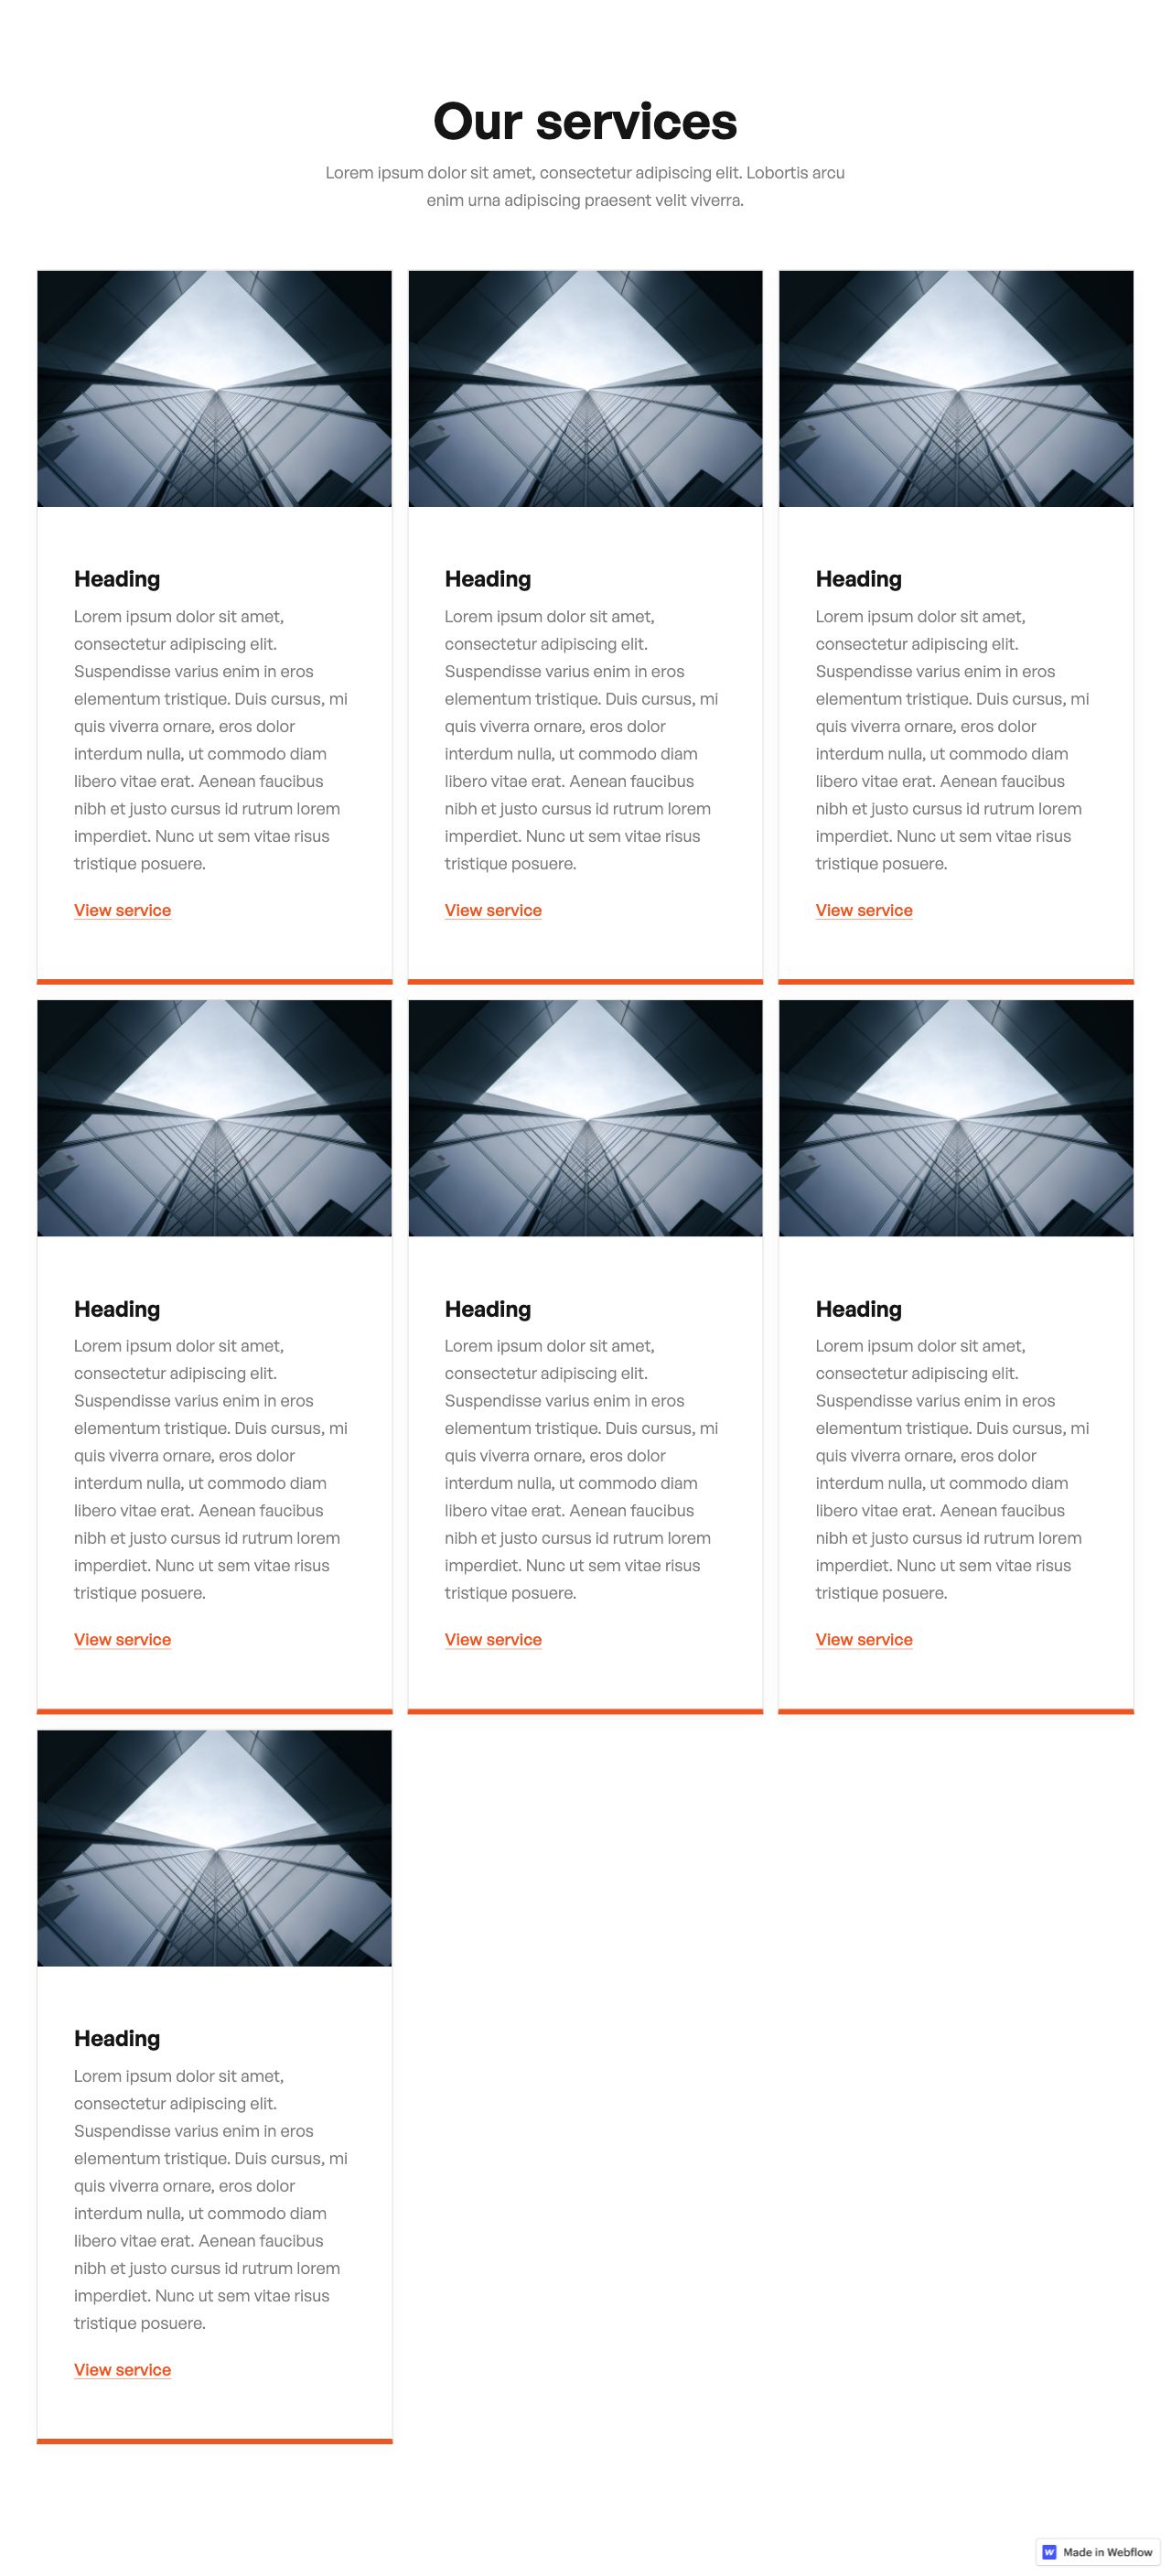 Our services
Lorem ipsum dolor sit amet, consectetur adipiscing elit. Lobortis arcu
enim urna adipiscing praesent velit viverra.
Heading
Lorem ipsum dolor sit amet,
consectetur adipiscing elit.
Suspendisse varius enim in eros
elementum tristique. Duis cursus, mi
quis viverra ornare, eros dolor
interdum nulla, ut commodo diam
libero vitae erat. Aenean faucibus
nibh et justo cursus id rutrum lorem
imperdiet. Nunc ut sem vitae risus
tristique posuere.
View service
Heading
Lorem ipsum dolor sit amet,
consectetur adipiscing elit.
Suspendisse varius enim in eros
elementum tristique. Duis cursus, mi
quis viverra ornare, eros dolor
interdum nulla, ut commodo diam
libero vitae erat. Aenean faucibus
nibh et justo cursus id rutrum lorem
imperdiet. Nunc ut sem vitae risus
tristique posuere.
View service
Heading
Lorem ipsum dolor sit amet,
consectetur adipiscing elit.
Suspendisse varius enim in eros
elementum tristique. Duis cursus, mi
quis viverra ornare, eros dolor
interdum nulla, ut commodo diam
libero vitae erat. Aenean faucibus
nibh et justo cursus id rutrum lorem
imperdiet. Nunc ut sem vitae risus
tristique posuere.
View service
Heading
Lorem ipsum dolor sit amet,
consectetur adipiscing elit.
Suspendisse varius enim in eros
elementum tristique. Duis cursus, mi
quis viverra ornare, eros dolor
interdum nulla, ut commodo diam
libero vitae erat. Aenean faucibus
nibh et justo cursus id rutrum lorem
imperdiet. Nunc ut sem vitae risus
tristique posuere.
View service
Heading
Lorem ipsum dolor sit amet,
consectetur adipiscing elit.
Suspendisse varius enim in eros
elementum tristique. Duis cursus, mi
quis viverra ornare, eros dolor
interdum nulla, ut commodo diam
libero vitae erat. Aenean faucibus
nibh et justo cursus id rutrum lorem
imperdiet. Nunc ut sem vitae risus
tristique posuere.
View service
Heading
Lorem ipsum dolor sit amet,
consectetur adipiscing elit.
Suspendisse varius enim in eros
elementum tristique. Duis cursus, mi
quis viverra ornare, eros dolor
interdum nulla, ut commodo diam
libero vitae erat. Aenean faucibus
nibh et justo cursus id rutrum lorem
imperdiet. Nunc ut sem vitae risus
tristique posuere.
View service
Heading
Lorem ipsum dolor sit amet,
consectetur adipiscing elit.
Suspendisse varius enim in eros
elementum tristique. Duis cursus, mi
quis viverra ornare, eros dolor
interdum nulla, ut commodo diam
libero vitae erat. Aenean faucibus
nibh et justo cursus id rutrum lorem
imperdiet. Nunc ut sem vitae risus
tristique posuere.
View service
Made in Webflow